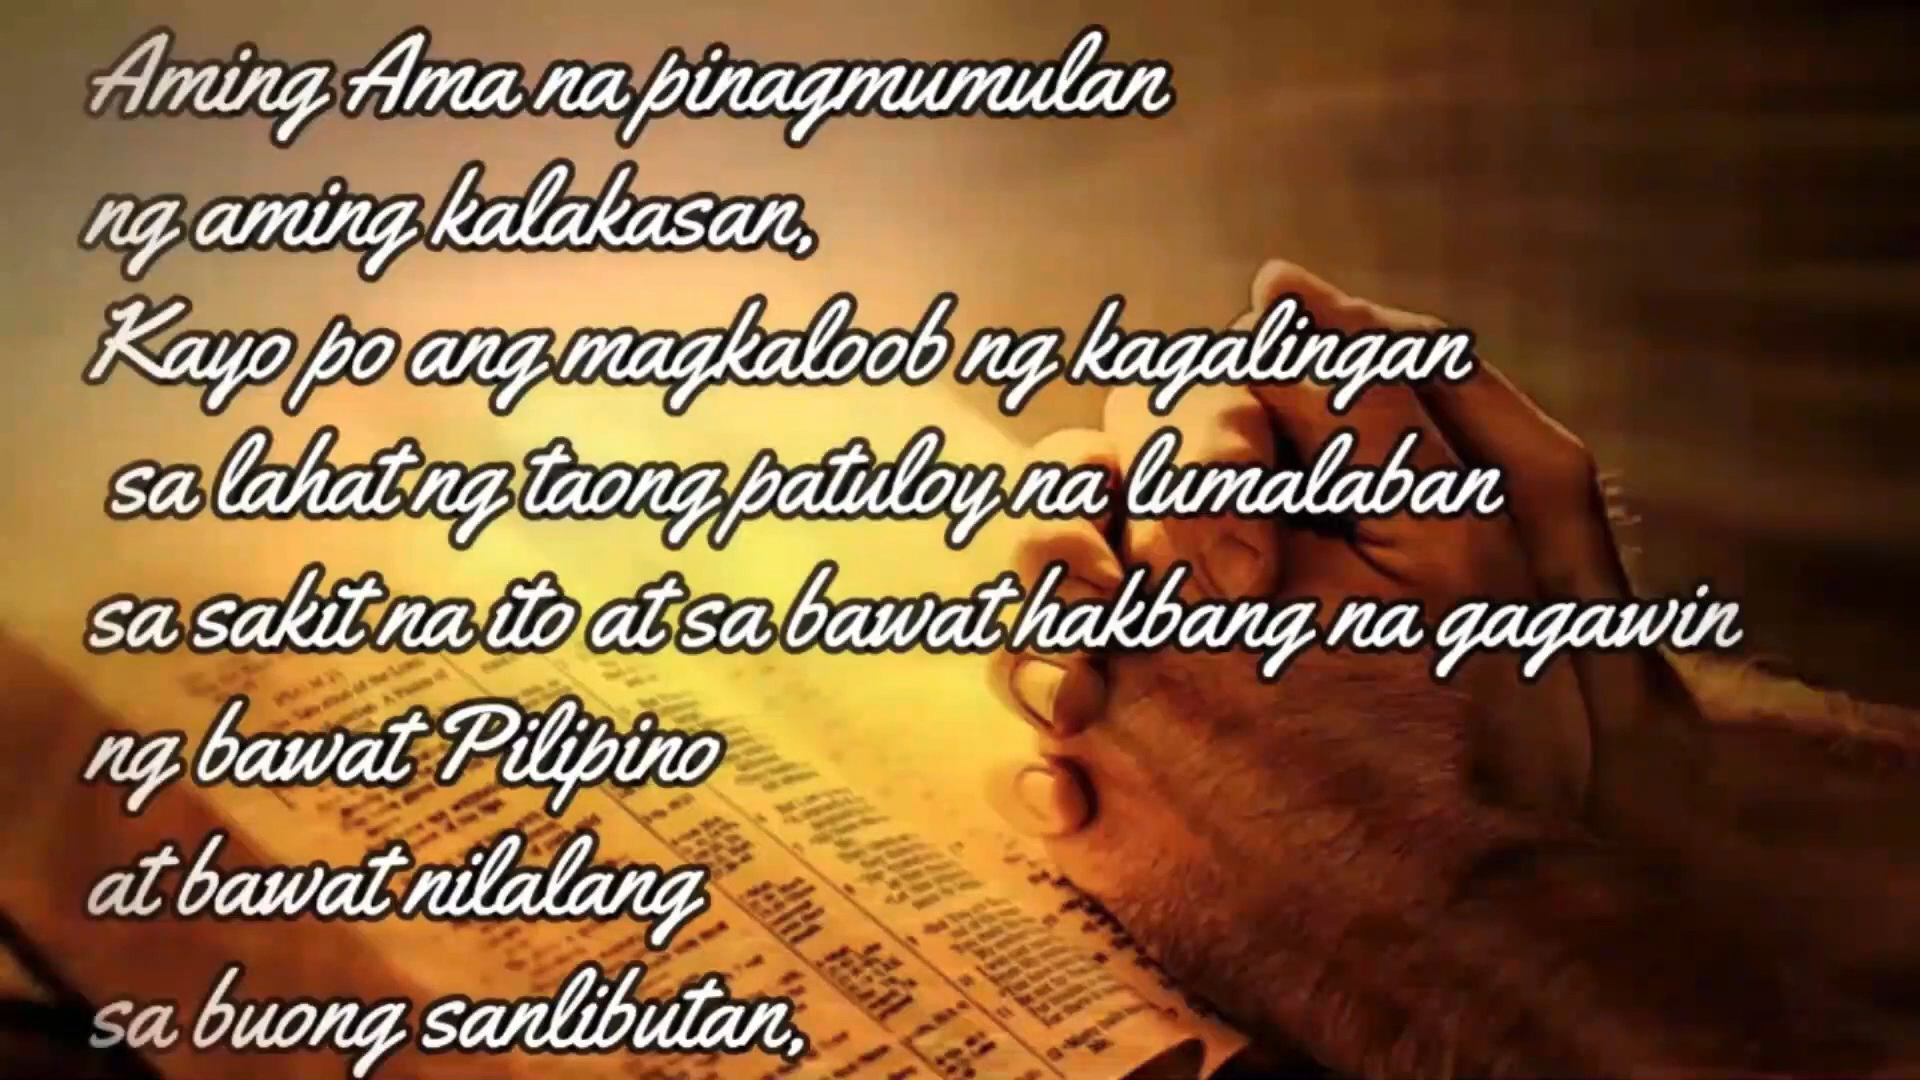 Aming Ama na pinagmumulan
ng aming kalakasan,
Kayo po ang magkaloob ng kagalingan
sa lahat ng taong patuloy na lumalaban
sa sakit na ito at sa bawat hakbang na gagawin
ng bawat Pilipino
at bawat nilalang
sa buong sanlibutan,